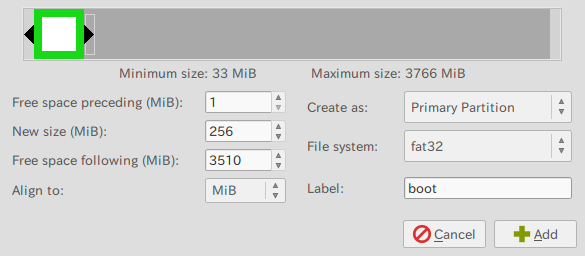 Minimum size: 33 MiB Maximum size: 3766 MiB
Free space preceding (MiB): 1
New size (MiB): 256
Free space following (MiB): 3510
Align to: MiB
Create as: Primary Partition
File system: fat32
Label: boot
Cancel Add